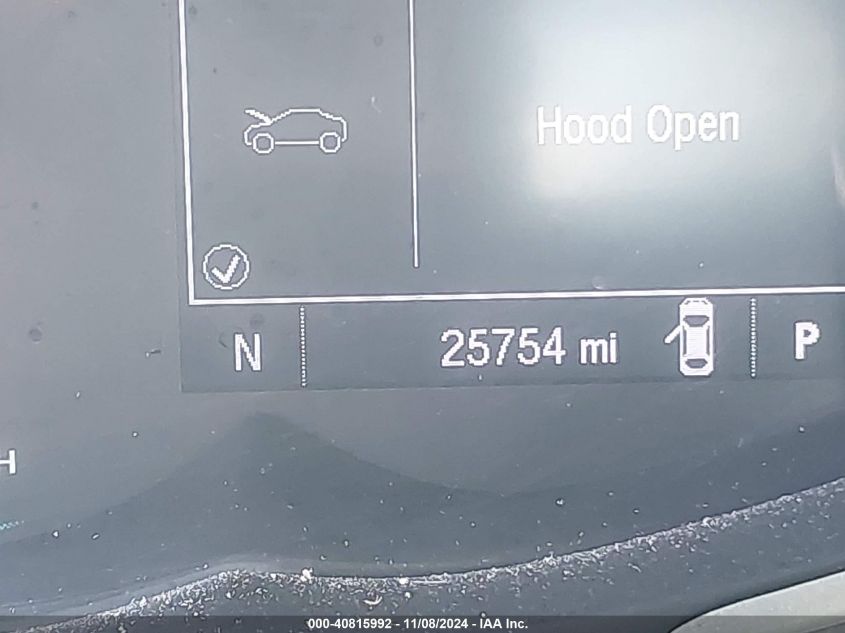 Hood Open
N 25754 mi P
H
000-40815992 - 11/08/2024 - IAA Inc.